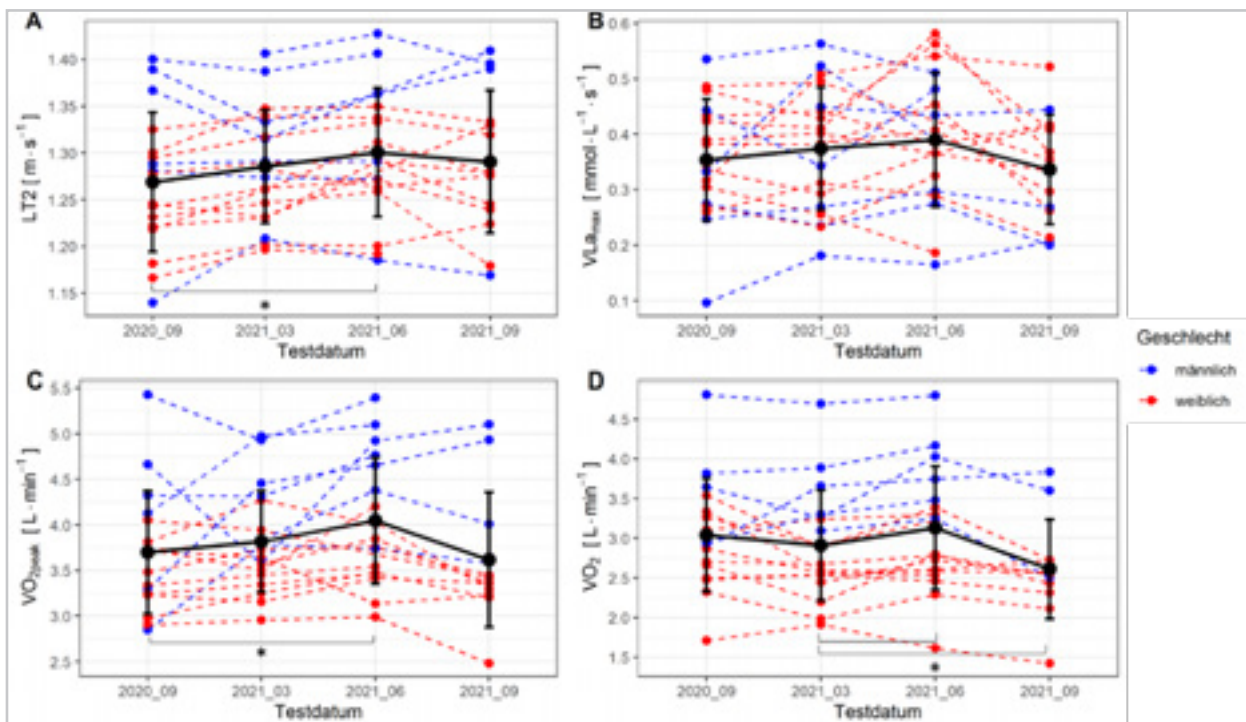 A
LT2 [ m · s⁻¹ ]
1.40
1.35
1.30
1.25
1.20
1.15
*
2020_09 2021_03 2021_06 2021_09
Testdatum
B
VLamax [ mmol · L⁻¹ · s⁻¹ ]
0.6
0.5
0.4
0.3
0.2
0.1
2020_09 2021_03 2021_06 2021_09
Testdatum
C
VO2peak [ L · min⁻¹ ]
5.5
5.0
4.5
4.0
3.5
3.0
2.5
*
2020_09 2021_03 2021_06 2021_09
Testdatum
D
VO2 [ L · min⁻¹ ]
4.5
4.0
3.5
3.0
2.5
2.0
1.5
*
2020_09 2021_03 2021_06 2021_09
Testdatum
Geschlecht
männlich
weiblich